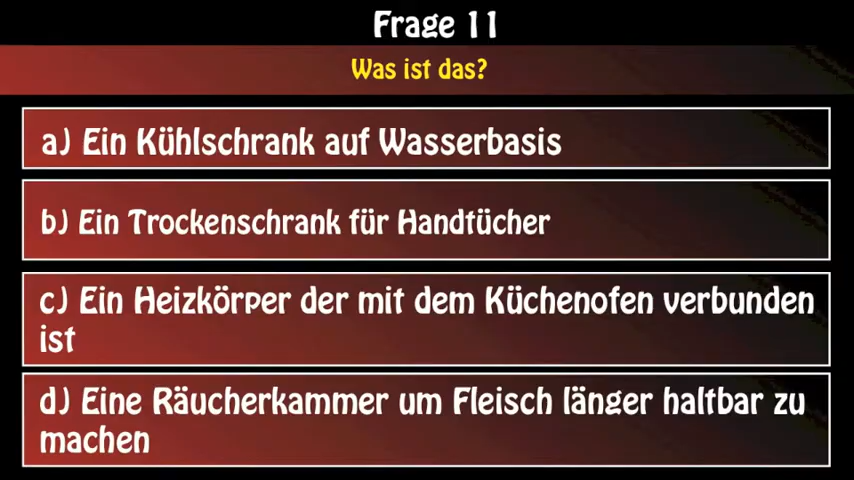 Frage 11
Was ist das?
a) Ein Kühlschrank auf Wasserbasis
b) Ein Trockenschrank für Handtücher
c) Ein Heizkörper der mit dem Küchenofen verbunden
ist
d) Eine Räucherkammer um Fleisch länger haltbar zu
machen